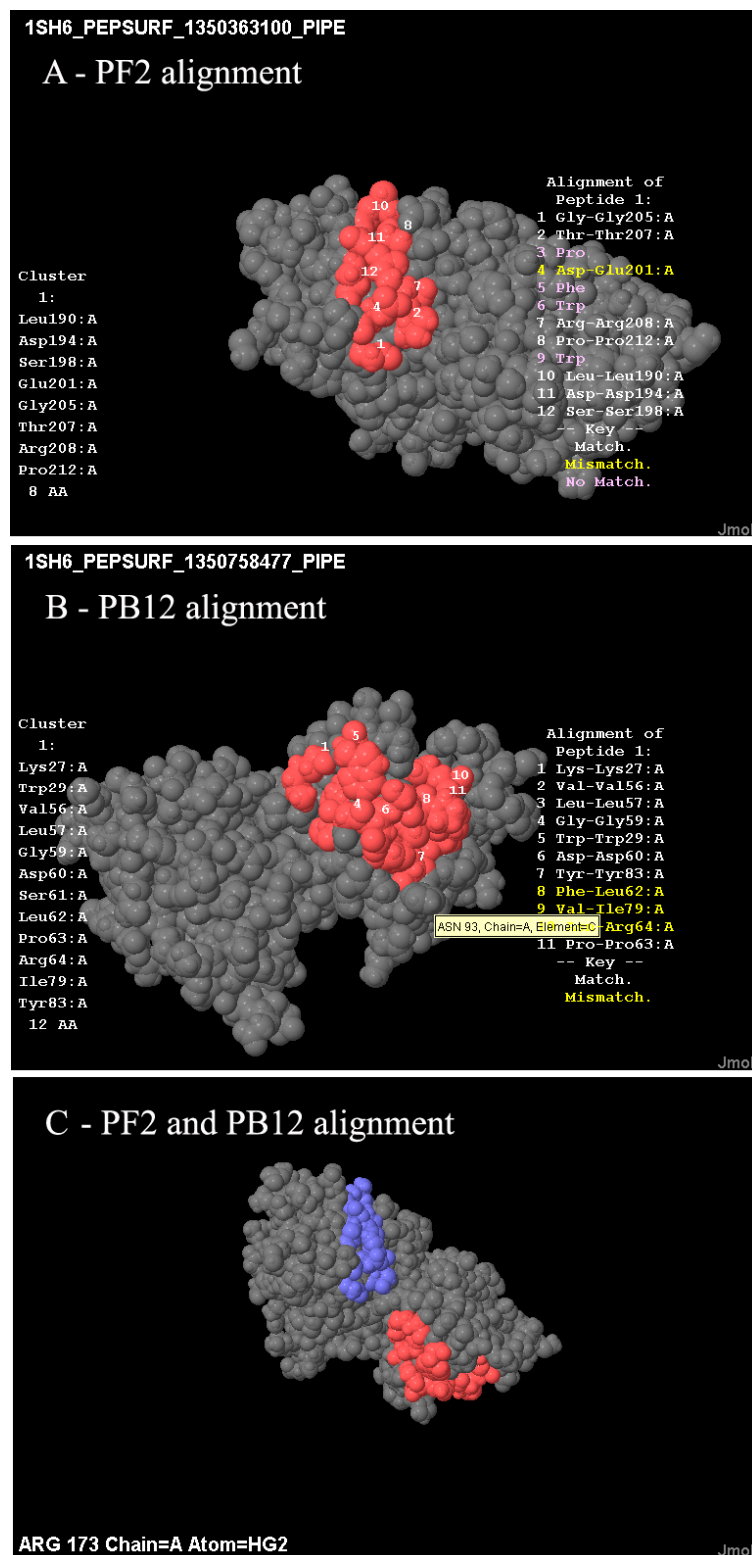 1SH6_PEPSURF_1350363100_PIPE
A - PF2 alignment
Cluster
1:
Leu190:A
Asp194:A
Ser198:A
Glu201:A
Gly205:A
Thr207:A
Arg208:A
Pro212:A
8 AA
10
8
11
12
7
4
2
1
Alignment of
Peptide 1:
1 Gly-Gly205:A
2 Thr-Thr207:A
3 Pro
4 Asp-Glu201:A
5 Phe
6 Trp
7 Arg-Arg208:A
8 Pro-Pro212:A
9 Trp
10 Leu-Leu190:A
11 Asp-Asp194:A
12 Ser-Ser198:A
-- Key --
Match.
Mismatch.
No Match.
Jmol
1SH6_PEPSURF_1350758477_PIPE
B - PB12 alignment
Cluster
1:
Lys27:A
Trp29:A
Val56:A
Leu57:A
Gly59:A
Asp60:A
Ser61:A
Leu62:A
Pro63:A
Arg64:A
Ile79:A
Tyr83:A
12 AA
5
1
10
11
4
6
8
7
Alignment of
Peptide 1:
1 Lys-Lys27:A
2 Val-Val56:A
3 Leu-Leu57:A
4 Gly-Gly59:A
5 Trp-Trp29:A
6 Asp-Asp60:A
7 Tyr-Tyr83:A
8 Phe-Leu62:A
9 Val-Ile79:A
-Arg64:A
11 Pro-Pro63:A
-- Key --
Match.
Mismatch.
ASN 93, Chain=A, Element=C
Jmol
C - PF2 and PB12 alignment
ARG 173 Chain=A Atom=HG2
Jmol